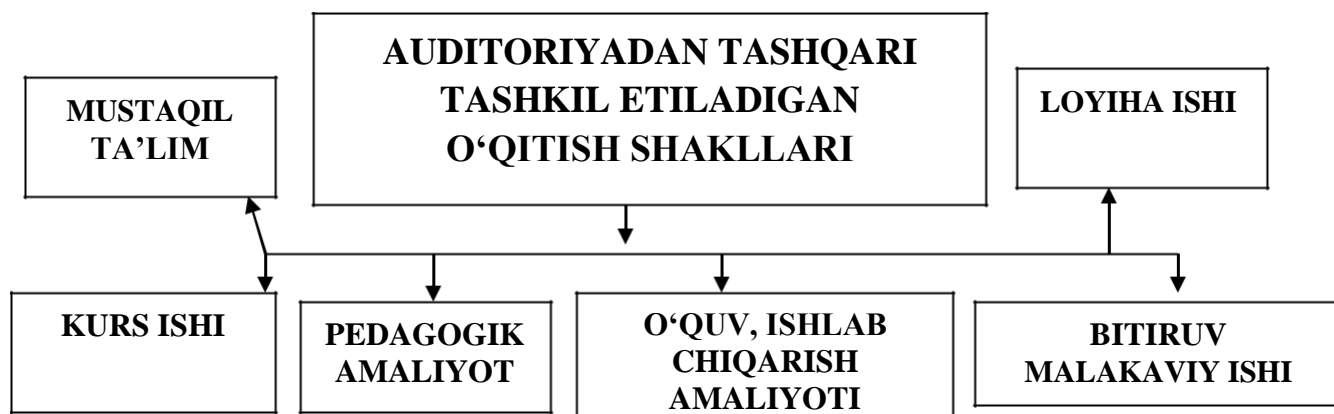 AUDITORIYADAN TASHQARI
TASHKIL ETILADIGAN
O‘QITISH SHAKLLARI
MUSTAQIL
TA’LIM
LOYIHA ISHI
KURS ISHI
PEDAGOGIK
AMALIYOT
O‘QUV, ISHLAB
CHIQARISH
AMALIYOTI
BITIRUV
MALAKAVIY ISHI